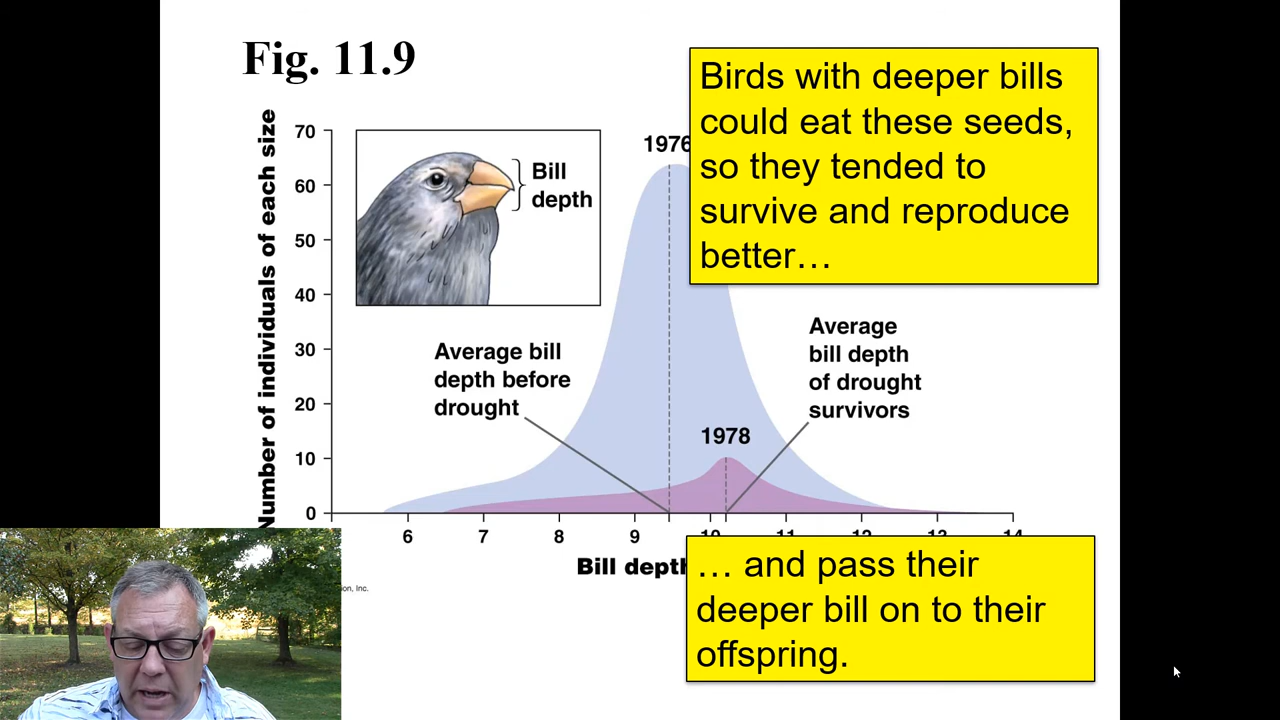 Fig. 11.9
Birds with deeper bills
could eat these seeds,
so they tended to
survive and reproduce
better…
Number of individuals of each size
70
60
50
40
30
20
10
0
Bill
depth
1976
Average bill
depth before
drought
Average
bill depth
of drought
survivors
1978
6
7
8
9
10
11
12
13
14
Bill depth
ion, Inc.
… and pass their
deeper bill on to their
offspring.